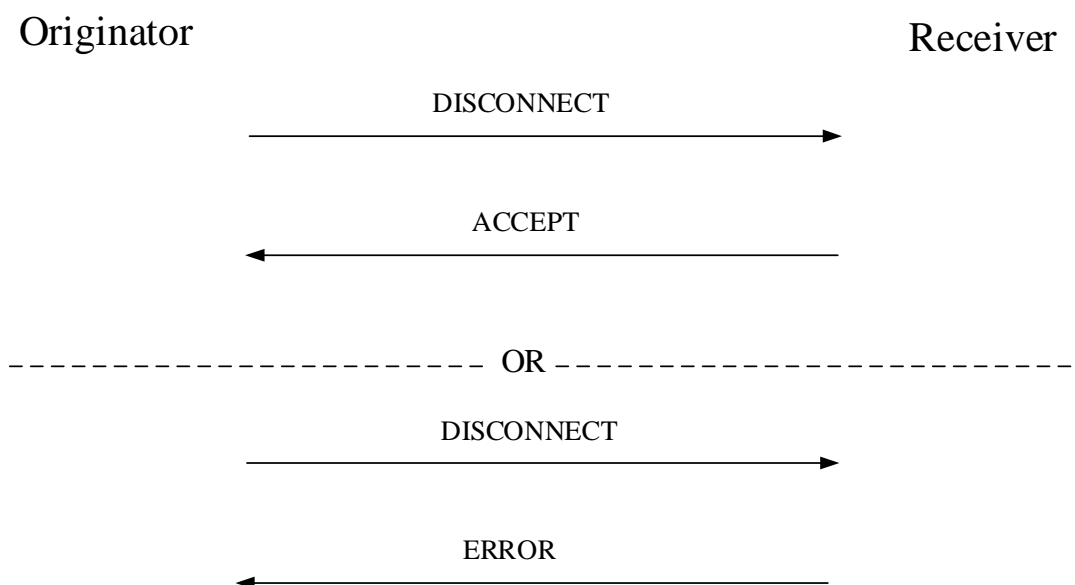 Originator Receiver
DISCONNECT
ACCEPT
OR
DISCONNECT
ERROR